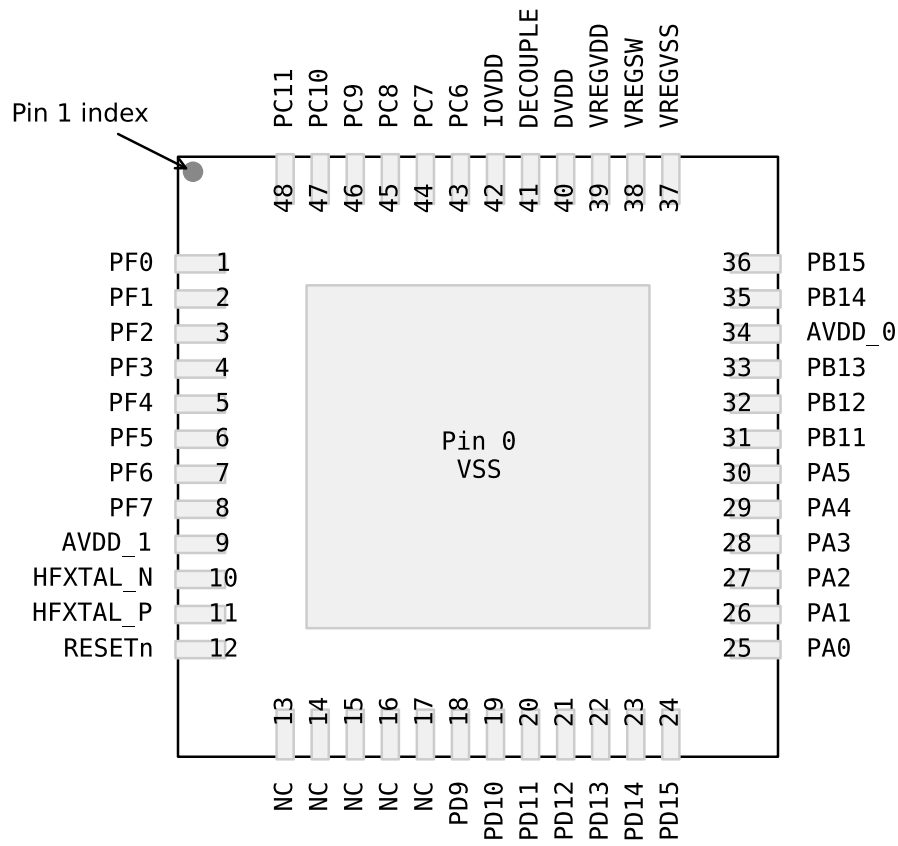 PC11
PC10
PC9
PC8
PC7
PC6
IOVDD
DECOUPLE
DVDD
VREGVDD
VREGSW
VREGVSS
Pin 1 index
48
47
46
45
44
43
42
41
40
39
38
37
PF0 1
36 PB15
PF1 2
35 PB14
PF2 3
34 AVDD_0
PF3 4
33 PB13
PF4 5
32 PB12
PF5 6
31 PB11
PF6 7
30 PA5
PF7 8
29 PA4
AVDD_1 9
28 PA3
HFXTAL_N 10
27 PA2
HFXTAL_P 11
26 PA1
RESETn 12
25 PA0
Pin 0
VSS
13
14
15
16
17
18
19
20
21
22
23
24
NC
NC
NC
NC
NC
PD9
PD10
PD11
PD12
PD13
PD14
PD15